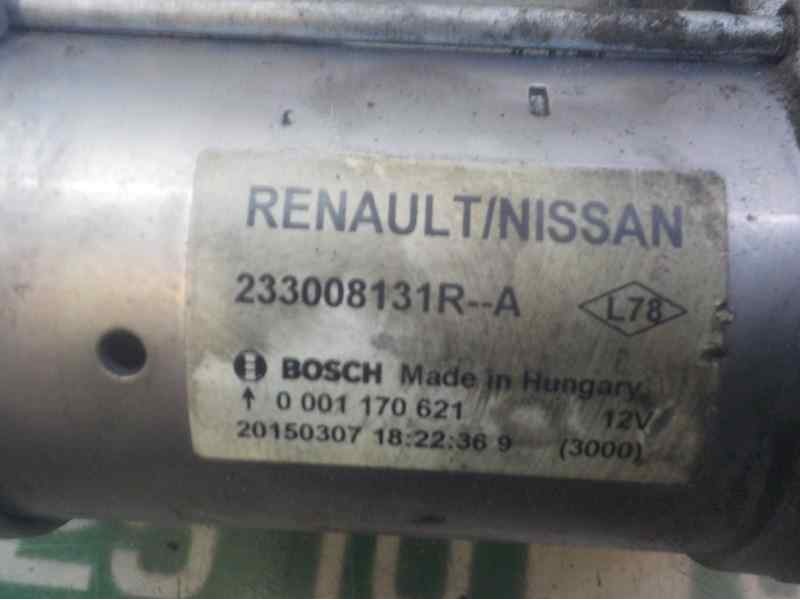 RENAULT/NISSAN
233008131R--A
L78
BOSCH Made in Hungary
0 001 170 621 12V
20150307 18:22:36 9 (3000)